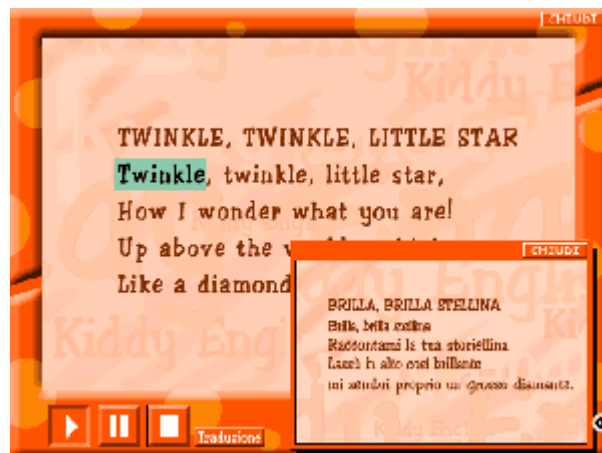 CHIUDI
TWINKLE, TWINKLE, LITTLE STAR
Twinkle, twinkle, little star,
How I wonder what you are!
Up above the
Like a diamond
CHIUDI
BRILLA, BRILLA STELLINA
Brilla, brilla stellina
Raccontami la tua storiellina
Lassù in alto così brillante
mi sembri proprio un grosso diamante.
Traduzione
Kiddy English